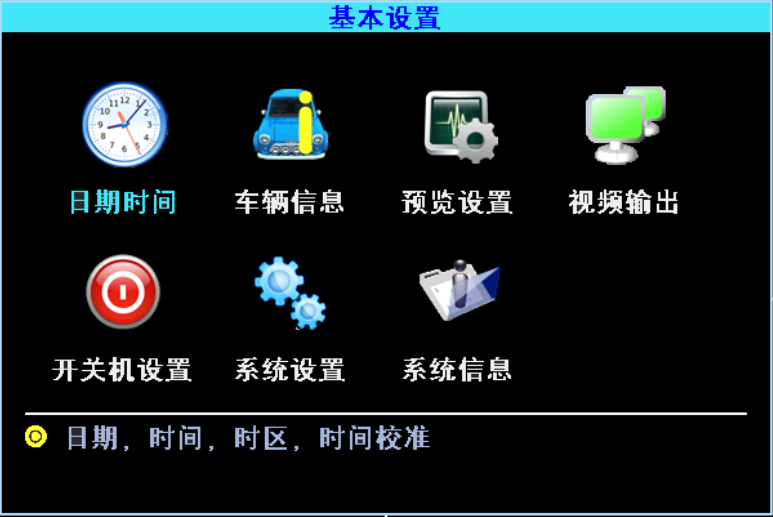 基本设置
日期时间 车辆信息 预览设置 视频输出
开关机设置 系统设置 系统信息
日期，时间，时区，时间校准